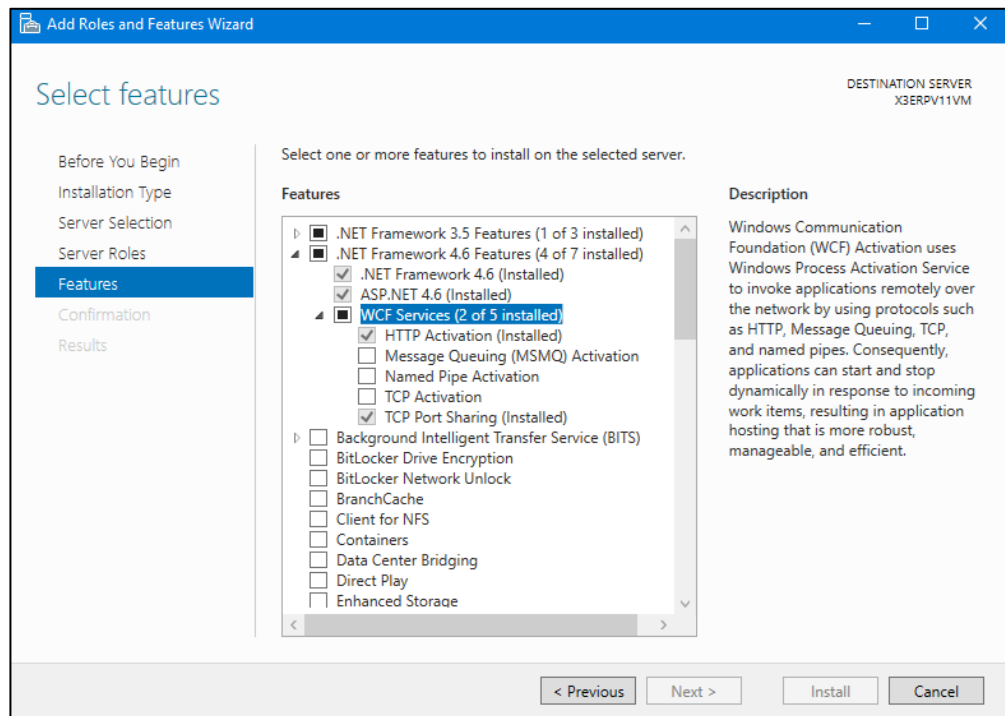 Add Roles and Features Wizard
Select features
DESTINATION SERVER
X3ERPV11VM
Before You Begin
Installation Type
Server Selection
Server Roles
Features
Confirmation
Results
Select one or more features to install on the selected server.
Features
.NET Framework 3.5 Features (1 of 3 installed)
.NET Framework 4.6 Features (4 of 7 installed)
.NET Framework 4.6 (Installed)
ASP.NET 4.6 (Installed)
WCF Services (2 of 5 installed)
HTTP Activation (Installed)
Message Queuing (MSMQ) Activation
Named Pipe Activation
TCP Activation
TCP Port Sharing (Installed)
Background Intelligent Transfer Service (BITS)
BitLocker Drive Encryption
BitLocker Network Unlock
BranchCache
Client for NFS
Containers
Data Center Bridging
Direct Play
Enhanced Storage
Description
Windows Communication
Foundation (WCF) Activation uses
Windows Process Activation Service
to invoke applications remotely over
the network by using protocols such
as HTTP, Message Queuing, TCP,
and named pipes. Consequently,
applications can start and stop
dynamically in response to incoming
work items, resulting in application
hosting that is more robust,
manageable, and efficient.
< Previous
Next >
Install
Cancel